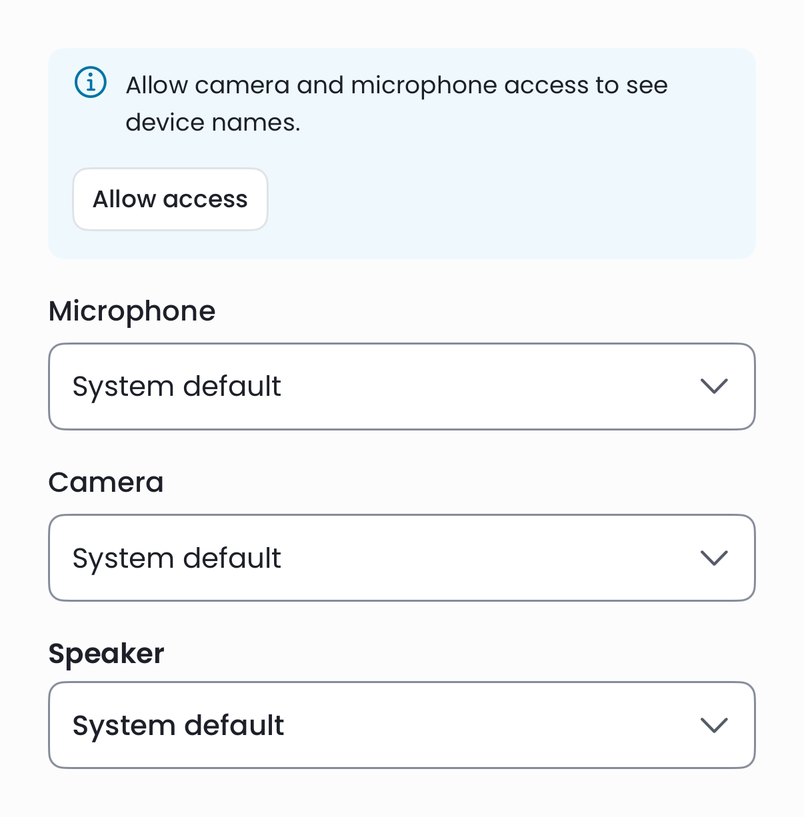 Allow camera and microphone access to see
device names.
Allow access
Microphone
System default
Camera
System default
Speaker
System default